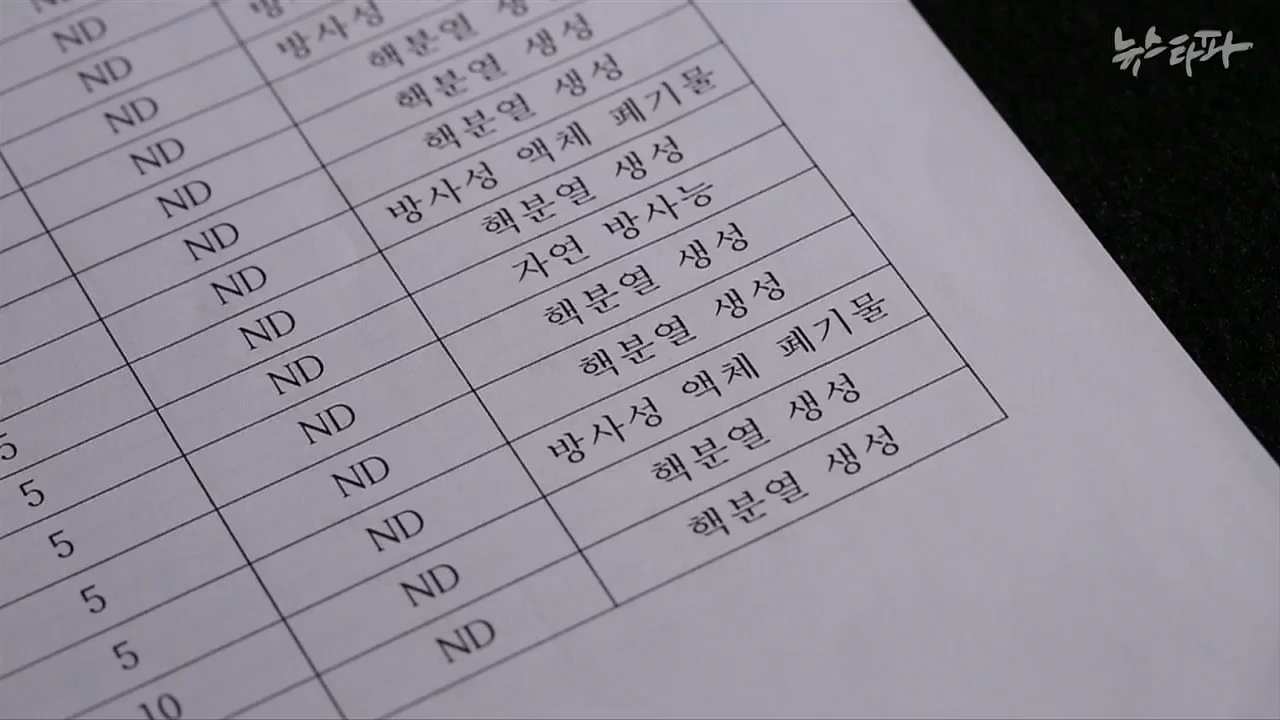 ND
ND
ND 방사성
ND 핵분열
ND 핵분열 생성
ND 핵분열 생성
ND 방사성 액체 폐기물
5 ND 핵분열 생성
5 ND 자연 방사능
5 ND 핵분열 생성
5 ND 핵분열 생성
5 ND 방사성 액체 폐기물
10 ND 핵분열 생성
ND 핵분열 생성
뉴스타파